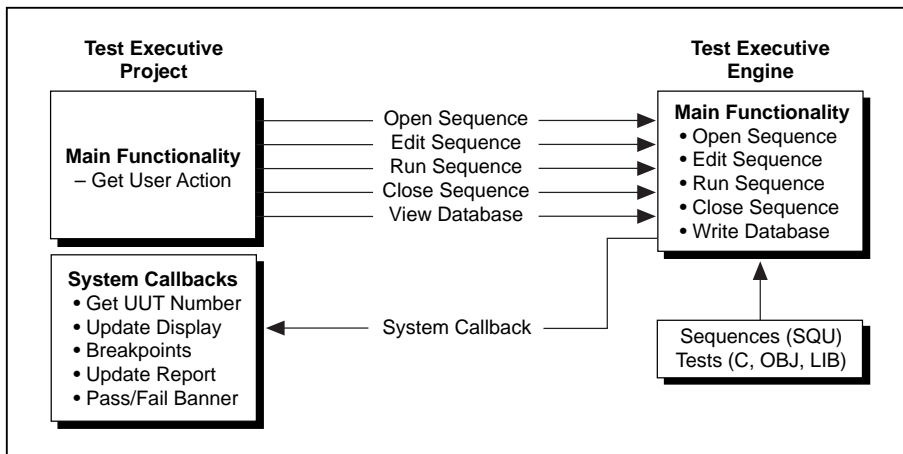 Test Executive
Project
Main Functionality
– Get User Action
System Callbacks
• Get UUT Number
• Update Display
• Breakpoints
• Update Report
• Pass/Fail Banner
Open Sequence
Edit Sequence
Run Sequence
Close Sequence
View Database
System Callback
Test Executive
Engine
Main Functionality
• Open Sequence
• Edit Sequence
• Run Sequence
• Close Sequence
• Write Database
Sequences (SQU)
Tests (C, OBJ, LIB)